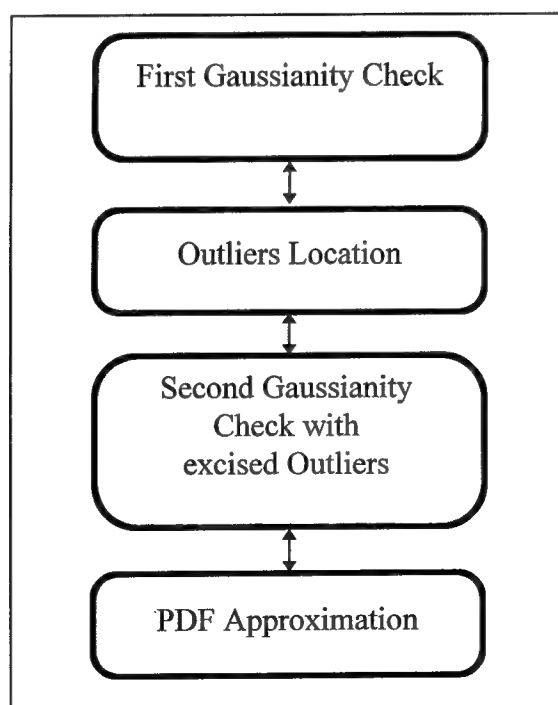 First Gaussianity Check
Outliers Location
Second Gaussianity
Check with
excised Outliers
PDF Approximation